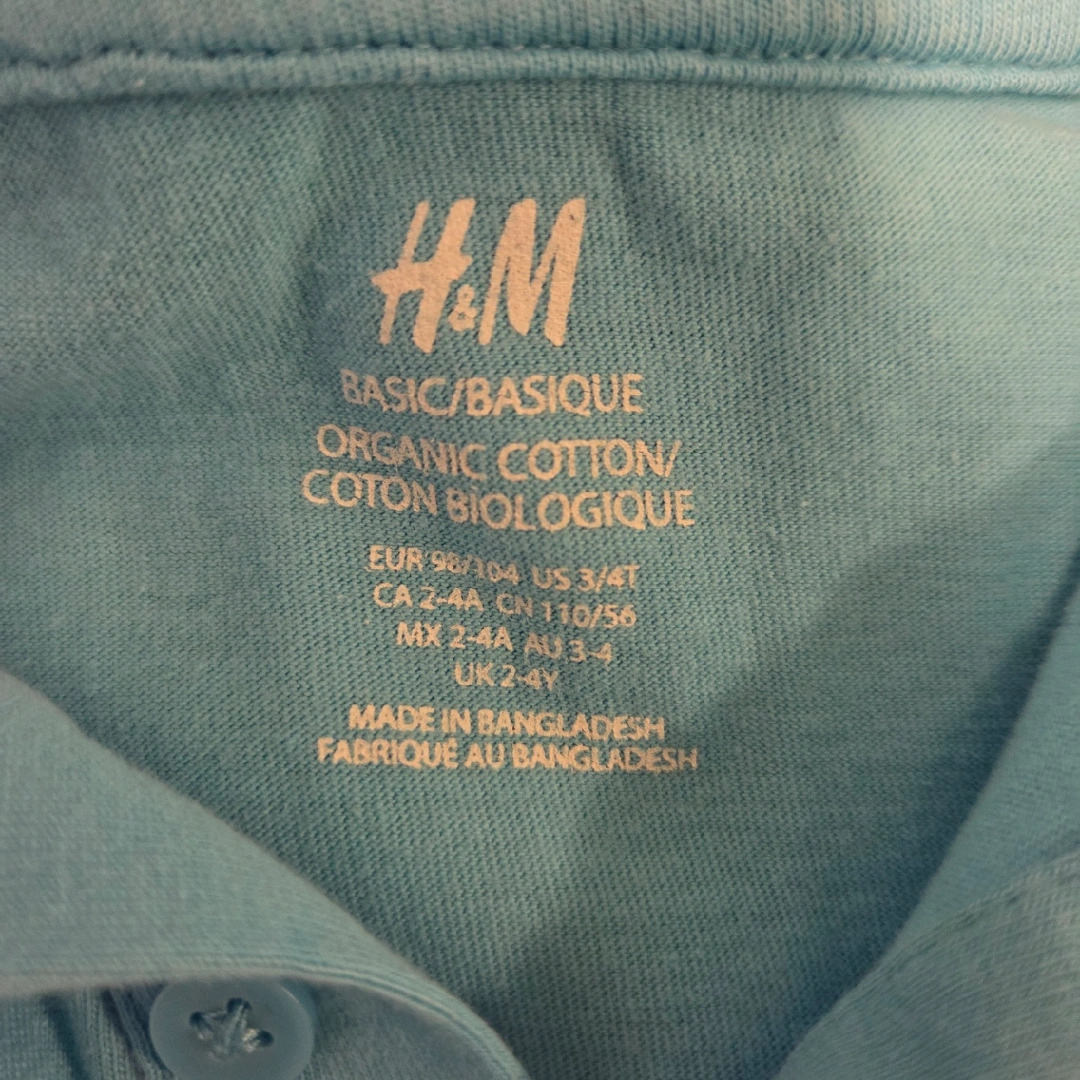 H&M
BASIC/BASIQUE
ORGANIC COTTON/
COTON BIOLOGIQUE
EUR 98/104 US 3/4T
CA 2-4A CN 110/56
MX 2-4A AU 3-4
UK 2-4Y
MADE IN BANGLADESH
FABRIQUÉ AU BANGLADESH